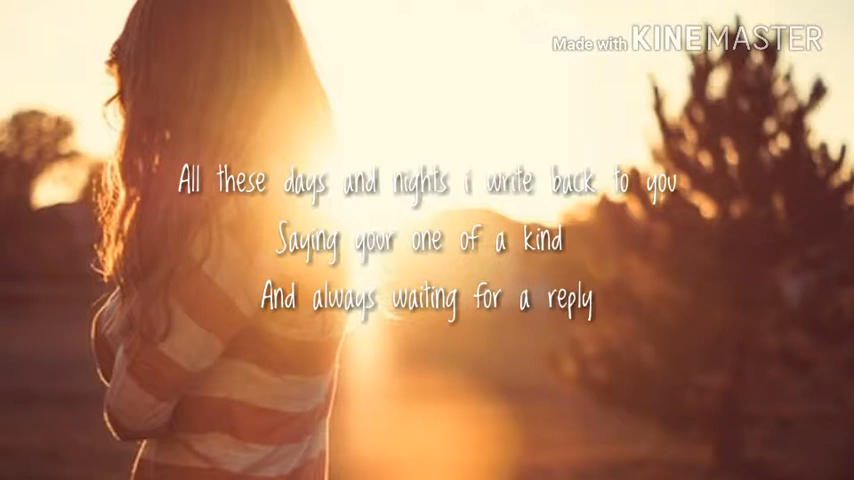 Made with KINEMASTER
All these days and nights i write back to you
Saying your one of a kind
And always waiting for a reply